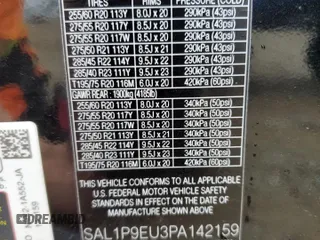 TIRES RIMS PRESSURE (COLD)
255/60 R20 113Y 8.0J x 20 290kPA (42psi)
275/55 R20 117Y 8.5J x 20 290kPA (42psi)
275/55 R20 117W 8.5J x 20 290kPA (42psi)
275/50 R21 113Y 8.5J x 21 290kPA (42psi)
285/45 R22 114Y 9.5J x 22 290kPA (42psi)
285/40 R23 111Y 9.5J x 23 290kPA (42psi)
T195/75 R20 116M 6.0J x 20 420kPa (60psi)
GAWR REAR - 1900kg (4185lb)
255/60 R20 113Y 8.0J x 20 340kPA (50psi)
275/55 R20 117Y 8.5J x 20 340kPA (50psi)
275/55 R20 117W 8.5J x 20 340kPA (50psi)
275/50 R21 113Y 8.5J x 21 340kPA (50psi)
285/45 R22 114Y 9.5J x 22 340kPA (50psi)
285/40 R23 111Y 9.5J x 23 340kPA (50psi)
T195/75 R20 116M 6.0J x 20 420kPa (60psi)
THIS VEHICLE CONFORMS TO ALL APPLICABLE
FEDERAL MOTOR VEHICLE SAFETY STANDARDS
IN EFFECT ON THE DATE OF
MANUFACTURE SHOWN ABOVE.
SAL1P9EU3PA142159
DREAMBID